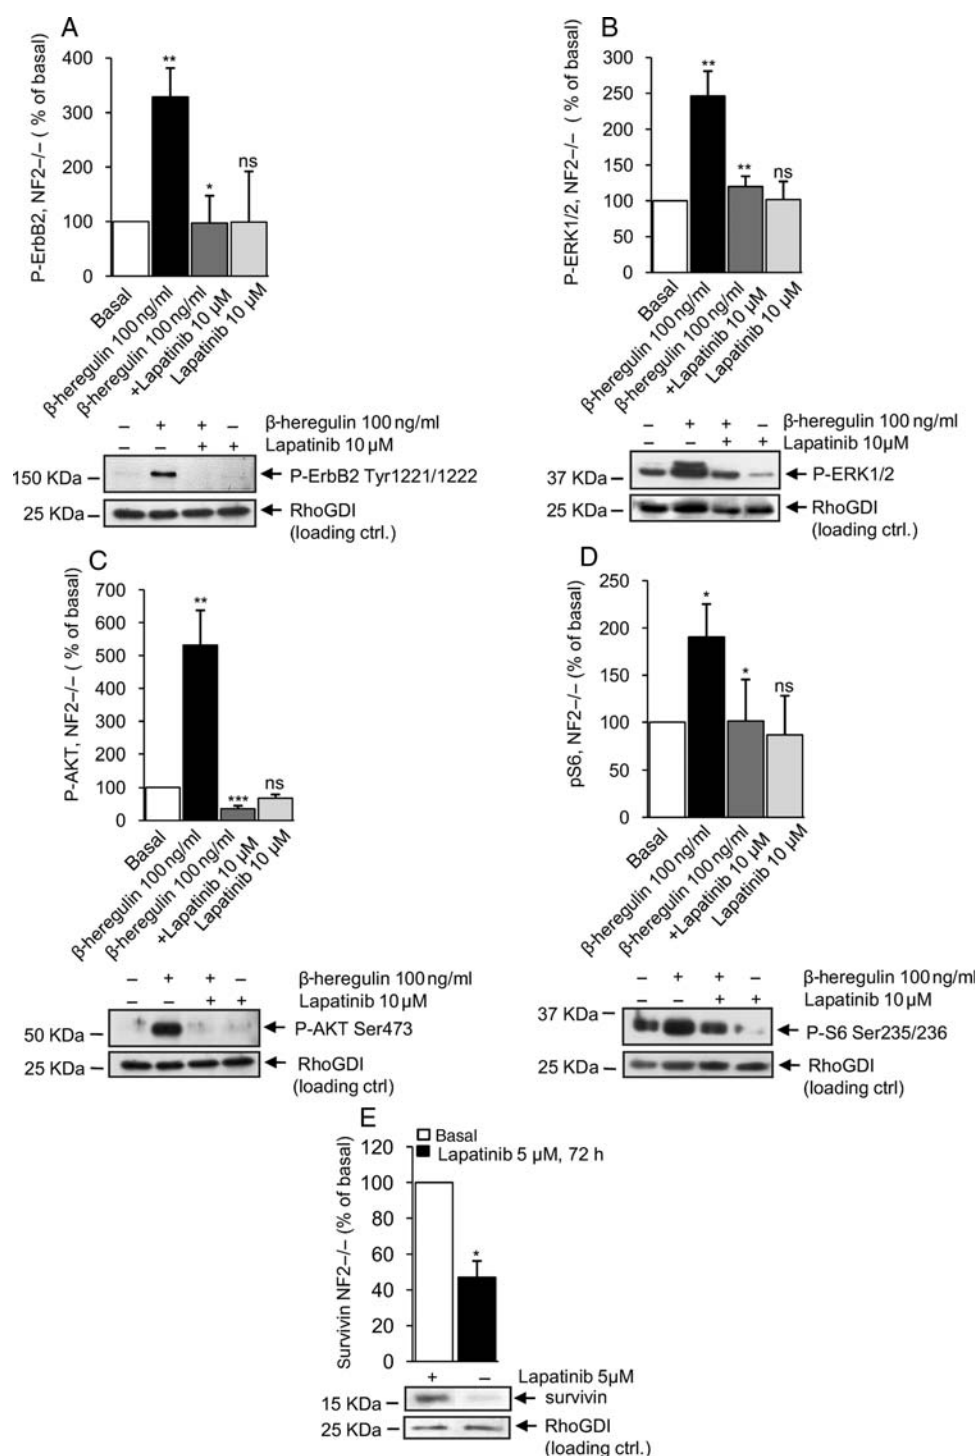 A
P-ErbB2, NF2−/− ( % of basal)
400
300
200
100
0
**
*
ns
Basal
β-heregulin 100 ng/ml
β-heregulin 100 ng/ml
+Lapatinib 10 µM
Lapatinib 10 µM
− + + − β-heregulin 100 ng/ml
− − + + Lapatinib 10 µM
150 KDa P-ErbB2 Tyr1221/1222
25 KDa RhoGDI
(loading ctrl.)
B
P-ERK1/2, NF2−/− ( % of basal)
300
250
200
150
100
50
0
**
**
ns
Basal
β-heregulin 100 ng/ml
β-heregulin 100 ng/ml
+Lapatinib 10 µM
Lapatinib 10 µM
− + + − β-heregulin 100 ng/ml
− − + + Lapatinib 10µM
37 KDa P-ERK1/2
25 KDa RhoGDI
(loading ctrl.)
C
P-AKT, NF2−/− ( % of basal)
700
600
500
400
300
200
100
0
**
***
ns
Basal
β-heregulin 100 ng/ml
β-heregulin 100 ng/ml
+Lapatinib 10 µM
Lapatinib 10 µM
− + + − β-heregulin 100 ng/ml
− − + + Lapatinib 10 µM
50 KDa P-AKT Ser473
25 KDa RhoGDI
(loading ctrl)
D
pS6, NF2−/− (% of basal)
250
200
150
100
50
0
*
*
ns
Basal
β-heregulin 100 ng/ml
β-heregulin 100 ng/ml
+Lapatinib 10 µM
Lapatinib 10 µM
− + + − β-heregulin 100 ng/ml
− − + + Lapatinib 10 µM
37 KDa
P-S6 Ser235/236
25 KDa RhoGDI
(loading ctrl)
E
Survivin NF2−/− (% of basal)
Basal
Lapatinib 5 µM, 72 h
120
100
80
60
40
20
0
*
+ − Lapatinib 5µM
15 KDa survivin
25 KDa RhoGDI
(loading ctrl.)